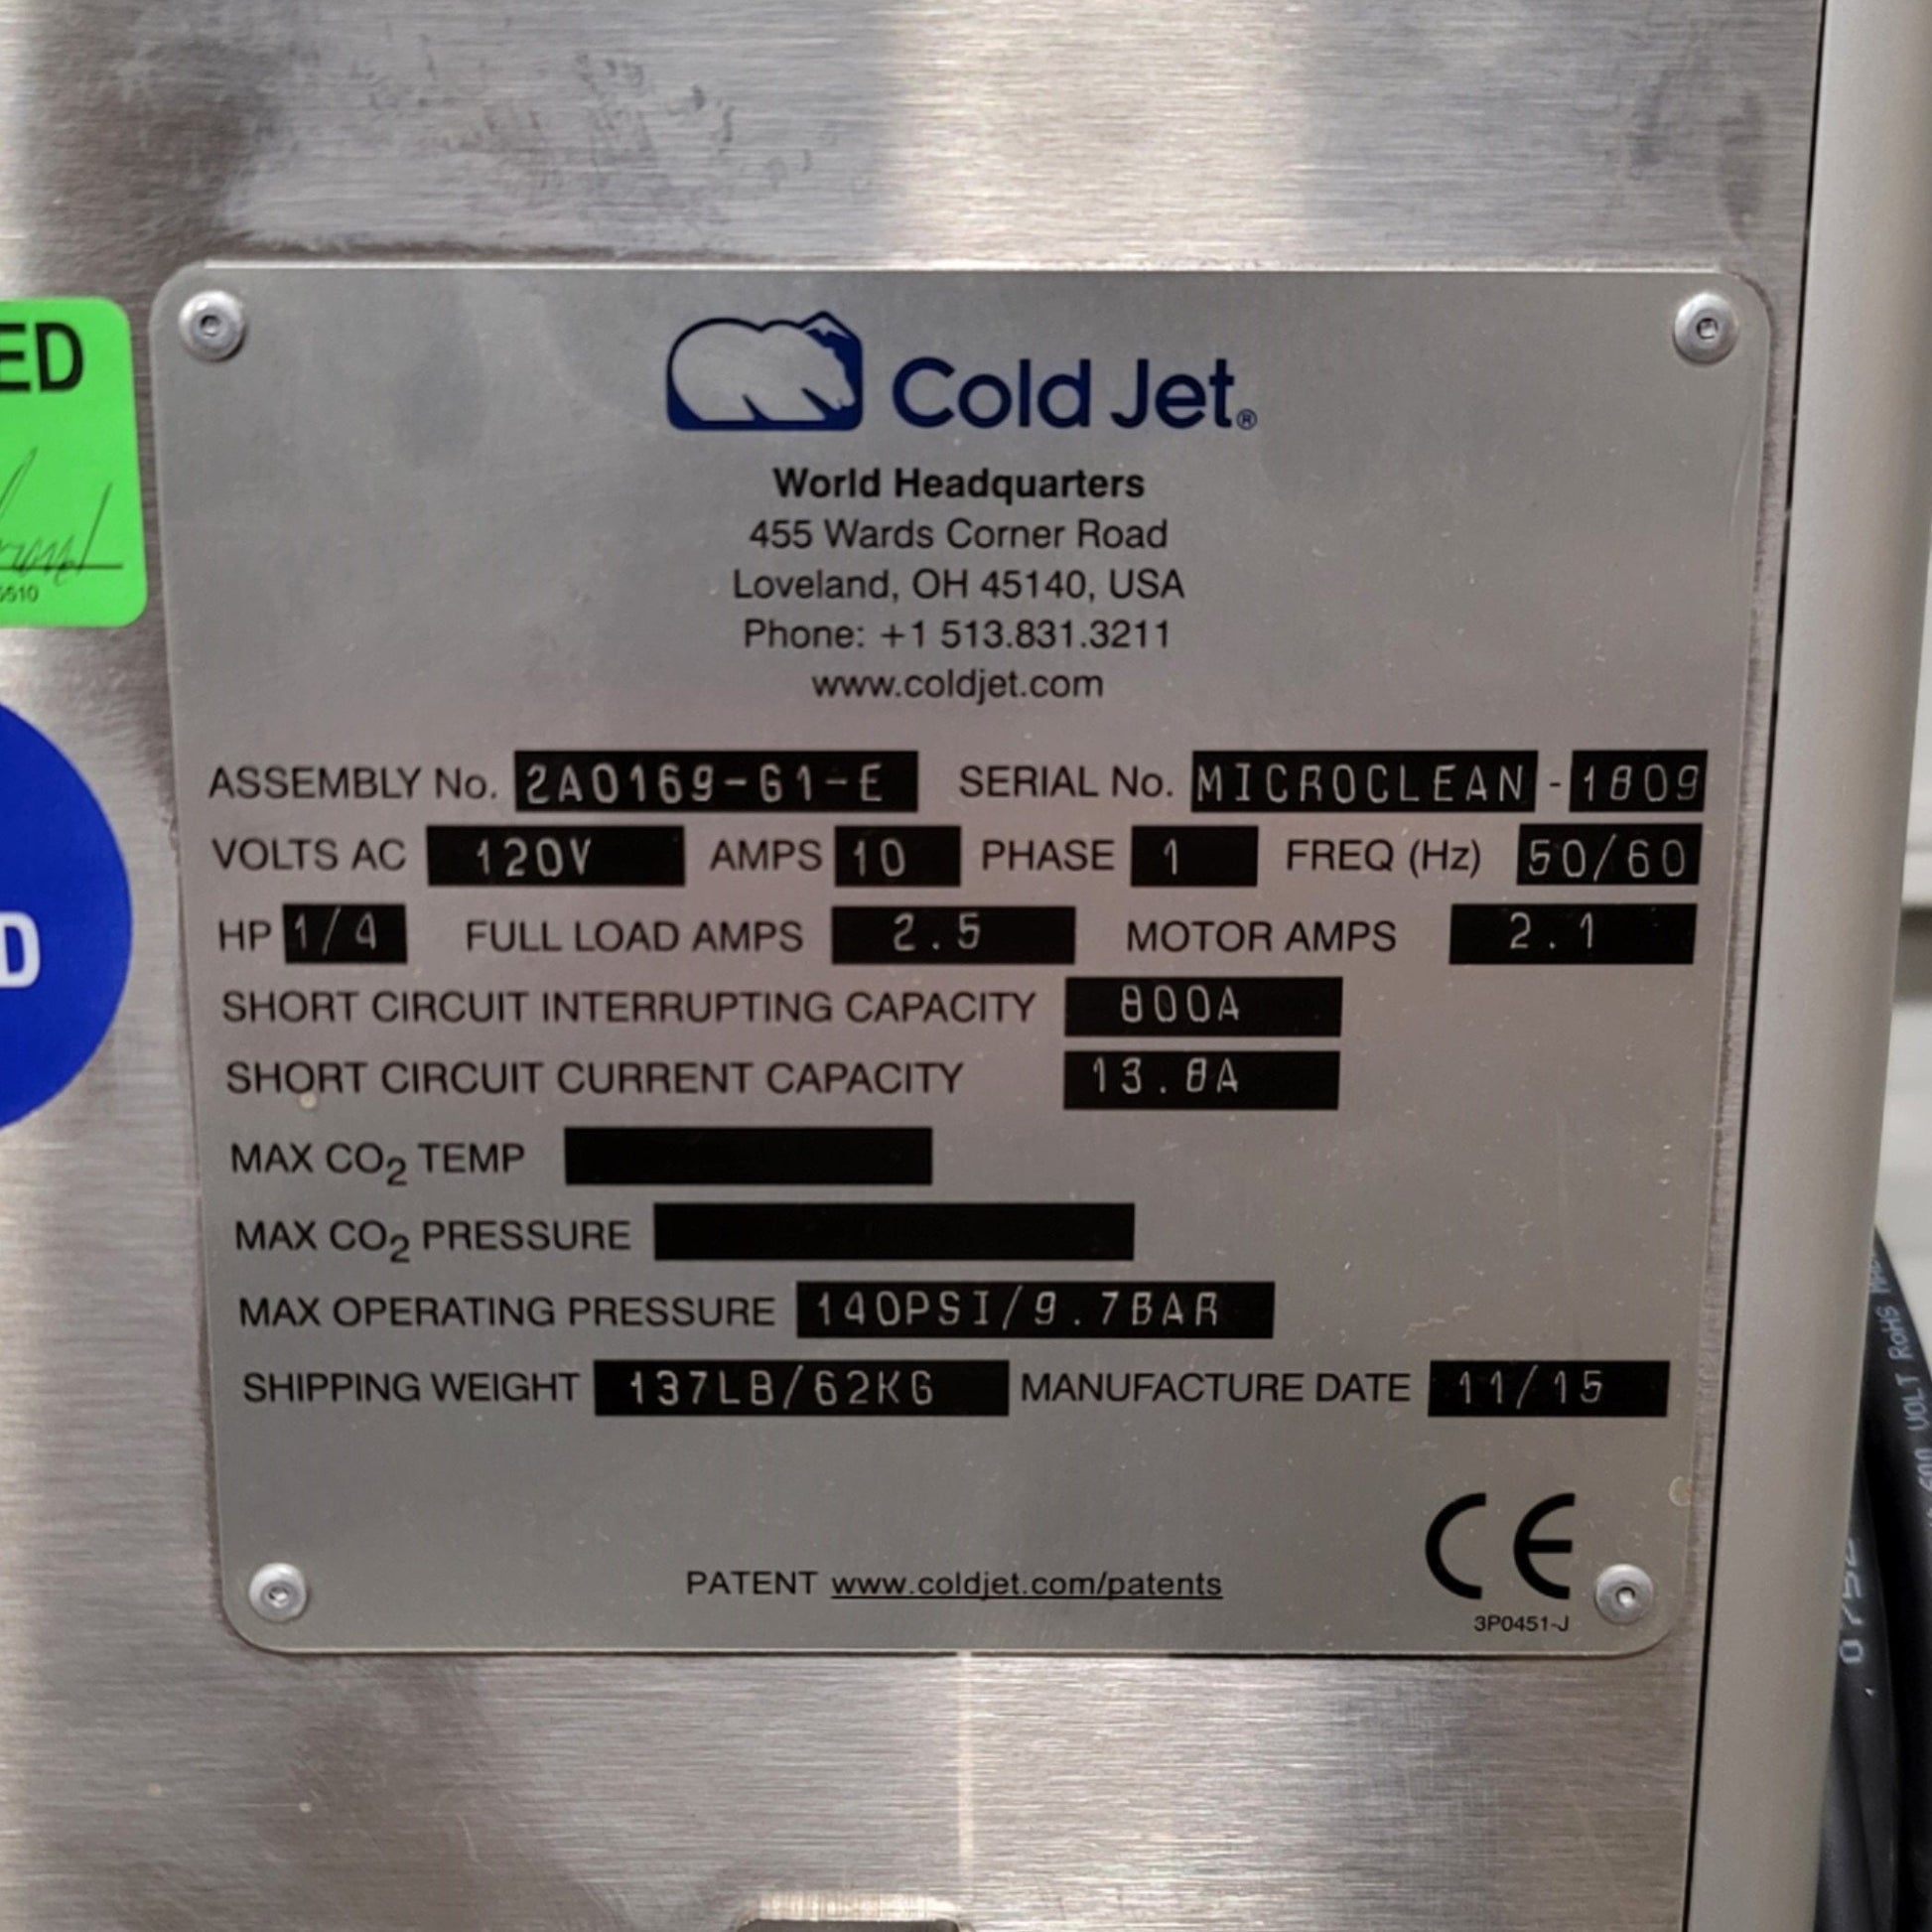 Cold Jet®
World Headquarters
455 Wards Corner Road
Loveland, OH 45140, USA
Phone: +1 513.831.3211
www.coldjet.com
ASSEMBLY No. 2A0169-G1-E SERIAL No. MICROCLEAN - 1809
VOLTS AC 120V AMPS 10 PHASE 1 FREQ (Hz) 50/60
HP 1/4 FULL LOAD AMPS 2.5 MOTOR AMPS 2.1
SHORT CIRCUIT INTERRUPTING CAPACITY 800A
SHORT CIRCUIT CURRENT CAPACITY 13.8A
MAX CO₂ TEMP
MAX CO₂ PRESSURE
MAX OPERATING PRESSURE 140PSI/9.7BAR
SHIPPING WEIGHT 137LB/62KG MANUFACTURE DATE 11/15
PATENT www.coldjet.com/patents
CE
3P0451-J
ED
D
VOLT RoHS